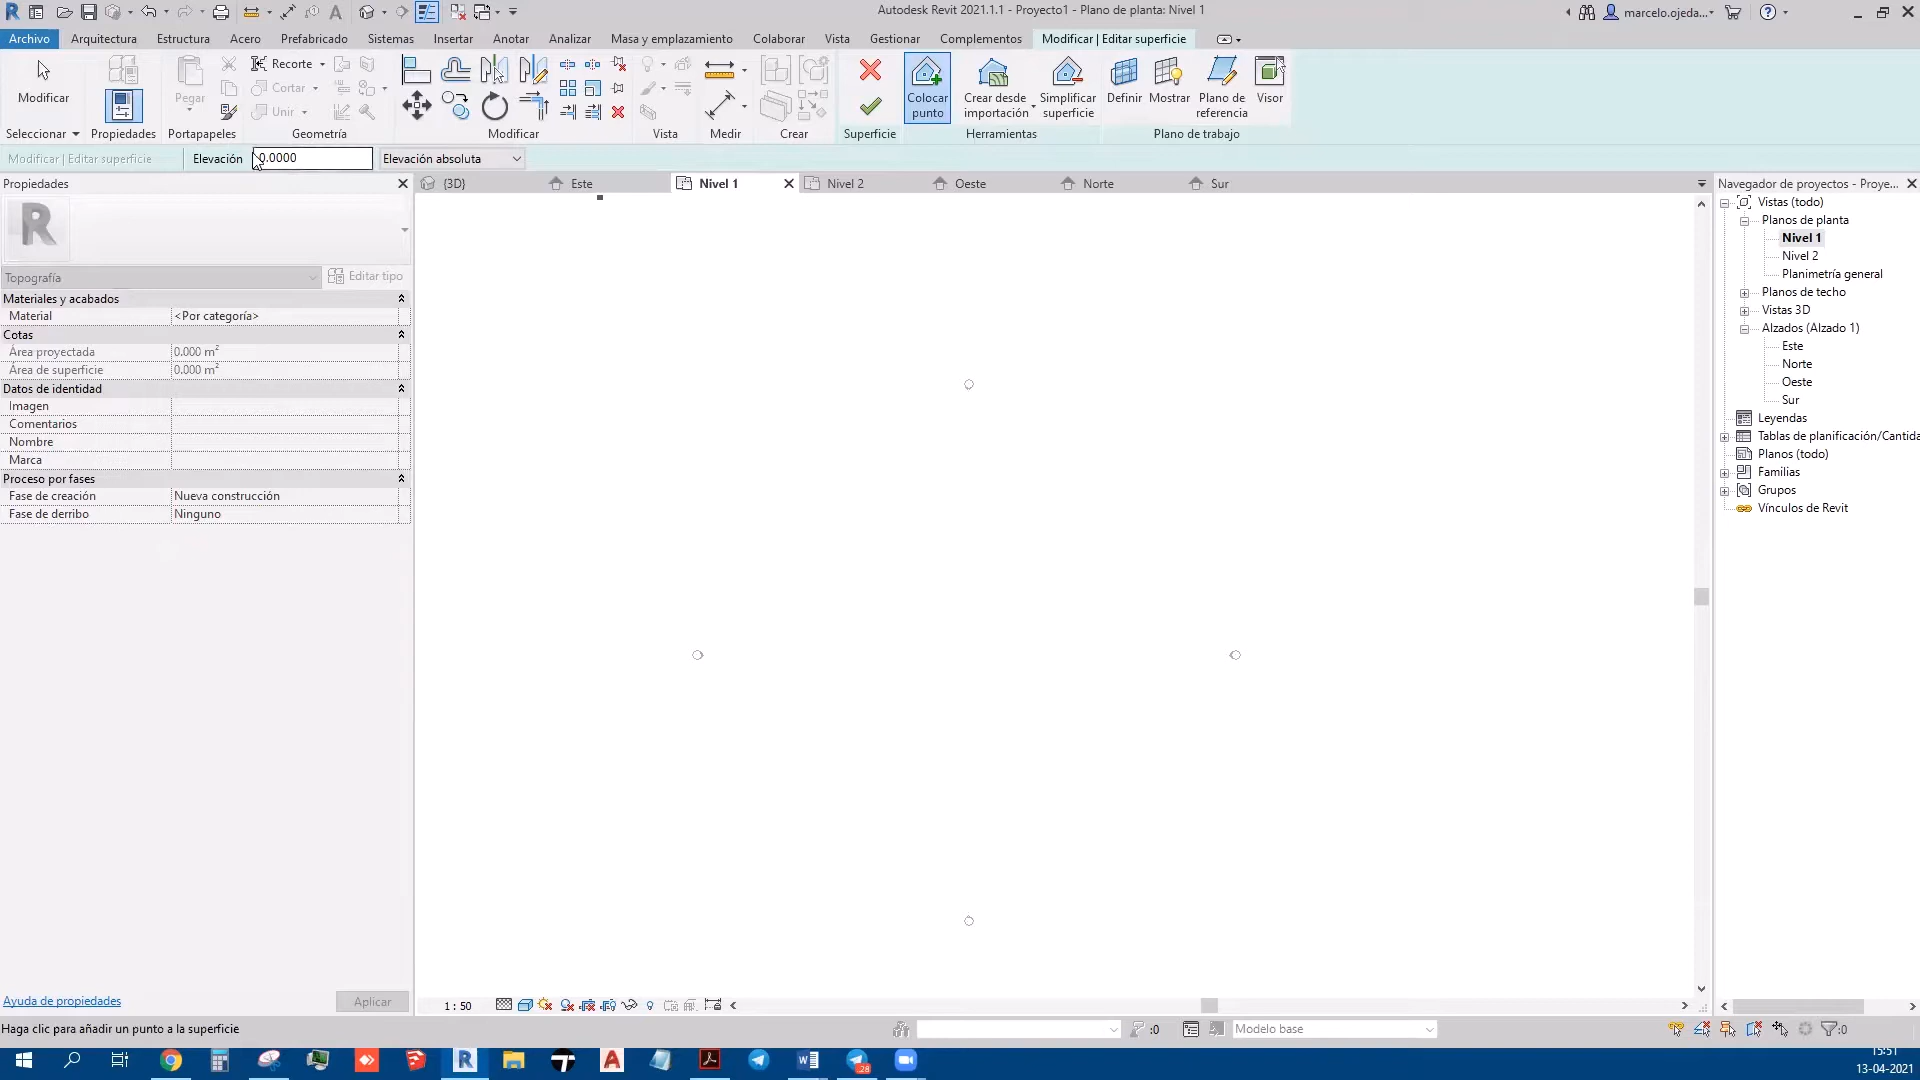 Autodesk Revit 2021.1.1 - Proyecto1 - Plano de planta: Nivel 1
marcelo.ojeda...
Archivo Arquitectura Estructura Acero Prefabricado Sistemas Insertar Anotar Analizar Masa y emplazamiento Colaborar Vista Gestionar Complementos Modificar | Editar superficie
Modificar
Pegar
Recorte
Cortar
Unir
Colocar punto
Crear desde importación
Simplificar superficie
Definir
Mostrar
Plano de referencia
Visor
Seleccionar Propiedades Portapapeles Geometría Modificar Vista Medir Crear Superficie Herramientas Plano de trabajo
Modificar | Editar superficie Elevación 0.0000 Elevación absoluta
Propiedades
{3D} Este Nivel 1 Nivel 2 Oeste Norte Sur
Topografía Editar tipo
Materiales y acabados
Material <Por categoría>
Cotas
Área proyectada 0.000 m²
Área de superficie 0.000 m²
Datos de identidad
Imagen
Comentarios
Nombre
Marca
Proceso por fases
Fase de creación Nueva construcción
Fase de derribo Ninguno
Ayuda de propiedades Aplicar
1 : 50
Navegador de proyectos - Proye...
Vistas (todo)
Planos de planta
Nivel 1
Nivel 2
Planimetría general
Planos de techo
Vistas 3D
Alzados (Alzado 1)
Este
Norte
Oeste
Sur
Leyendas
Tablas de planificación/Cantida
Planos (todo)
Familias
Grupos
Vínculos de Revit
Haga clic para añadir un punto a la superficie
:0 Modelo base :0
28
15:51
13-04-2021